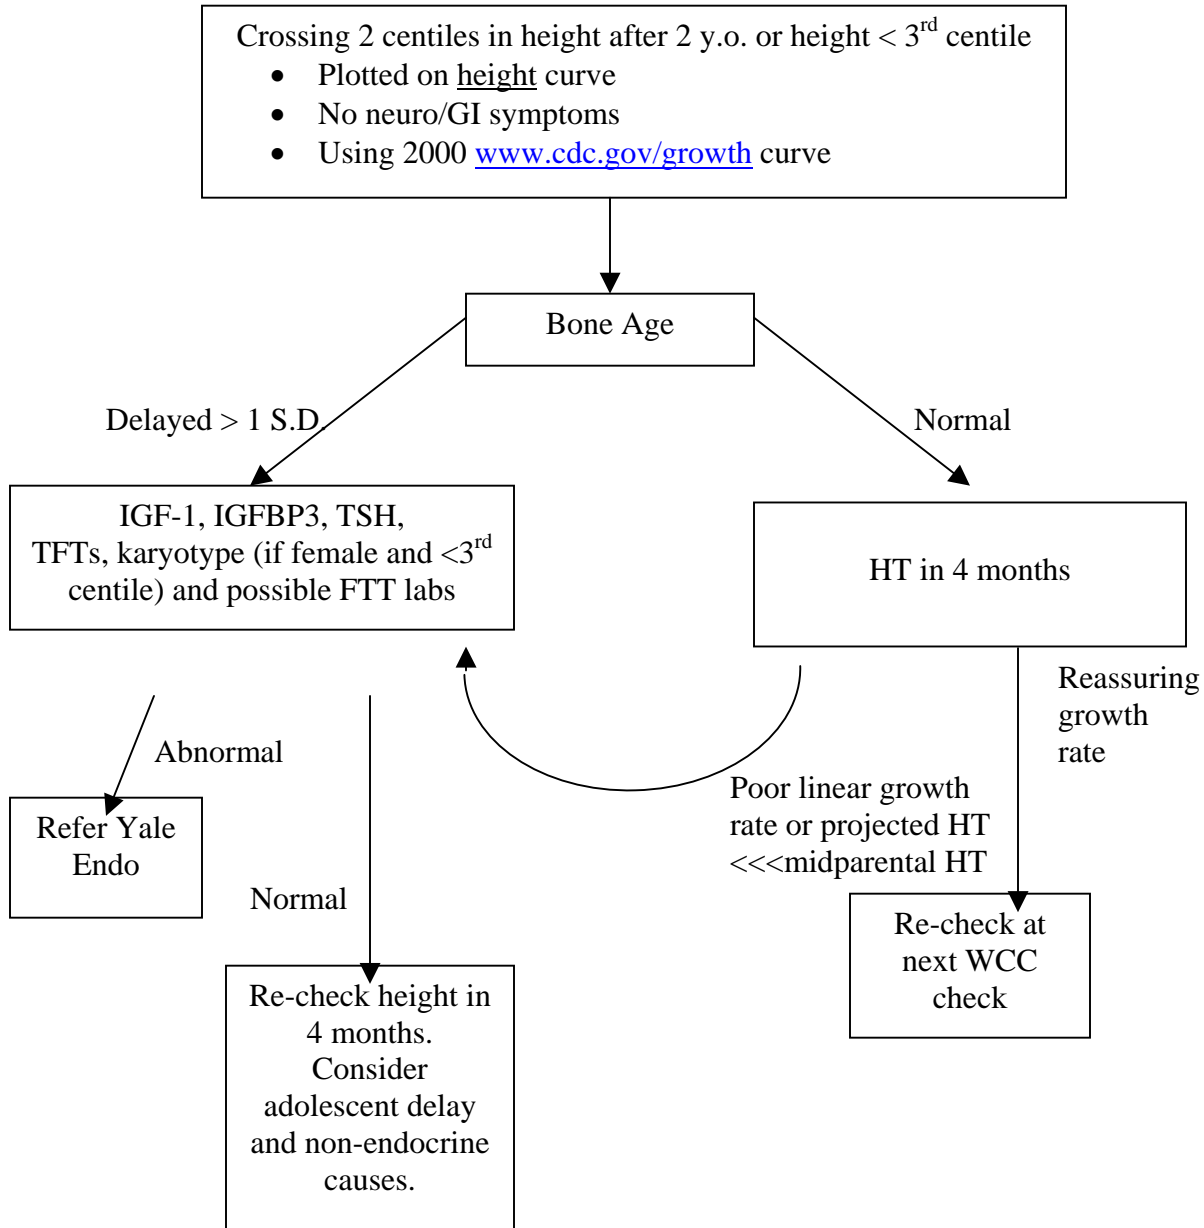 Crossing 2 centiles in height after 2 y.o. or height < 3rd centile
• Plotted on height curve
• No neuro/GI symptoms
• Using 2000 www.cdc.gov/growth curve
Bone Age
Delayed > 1 S.D.
Normal
IGF-1, IGFBP3, TSH,
TFTs, karyotype (if female and <3rd
centile) and possible FTT labs
HT in 4 months
Reassuring
growth
rate
Abnormal
Poor linear growth
rate or projected HT
<<<midparental HT
Refer Yale
Endo
Normal
Re-check at
next WCC
check
Re-check height in
4 months.
Consider
adolescent delay
and non-endocrine
causes.